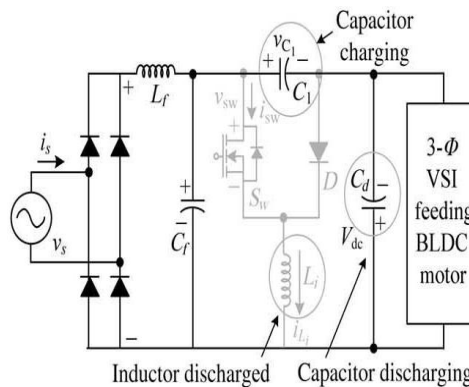 Capacitor
charging
+ v_C1 −
C_1
+ L_f
v_sw
i_sw
+
−
S_w
D
i_s
v_s
+
−
C_f
C_d −
+
V_dc
3-Φ
VSI
feeding
BLDC
motor
L_i
i_Li
−
Inductor discharged
Capacitor discharging